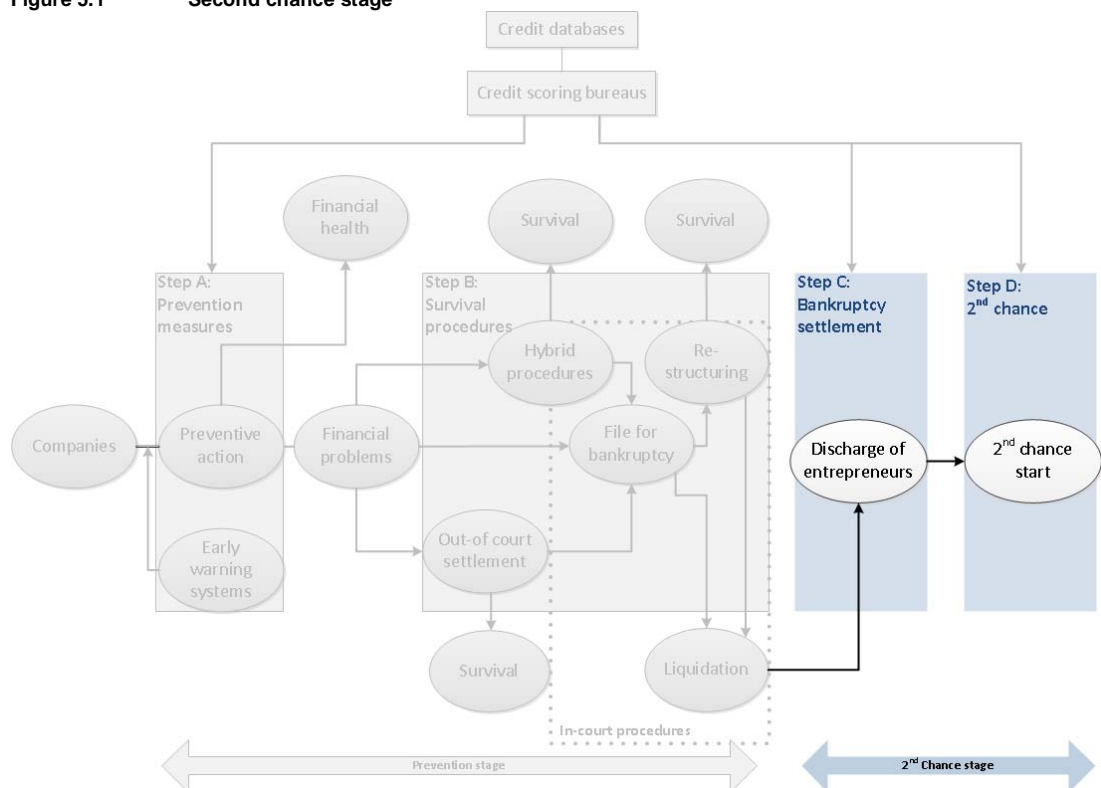 Figure 5.1 Second chance stage
Credit databases
Credit scoring bureaus
Financial
health
Survival
Survival
Step A:
Prevention
measures
Step B:
Survival
procedures
Step C:
Bankruptcy
settlement
Step D:
2nd chance
Hybrid
procedures
Re-
structuring
Companies
Preventive
action
Financial
problems
File for
bankruptcy
Discharge of
entrepreneurs
2nd chance
start
Early
warning
systems
Out-of court
settlement
Survival
Liquidation
In-court procedures
Prevention stage
2nd Chance stage